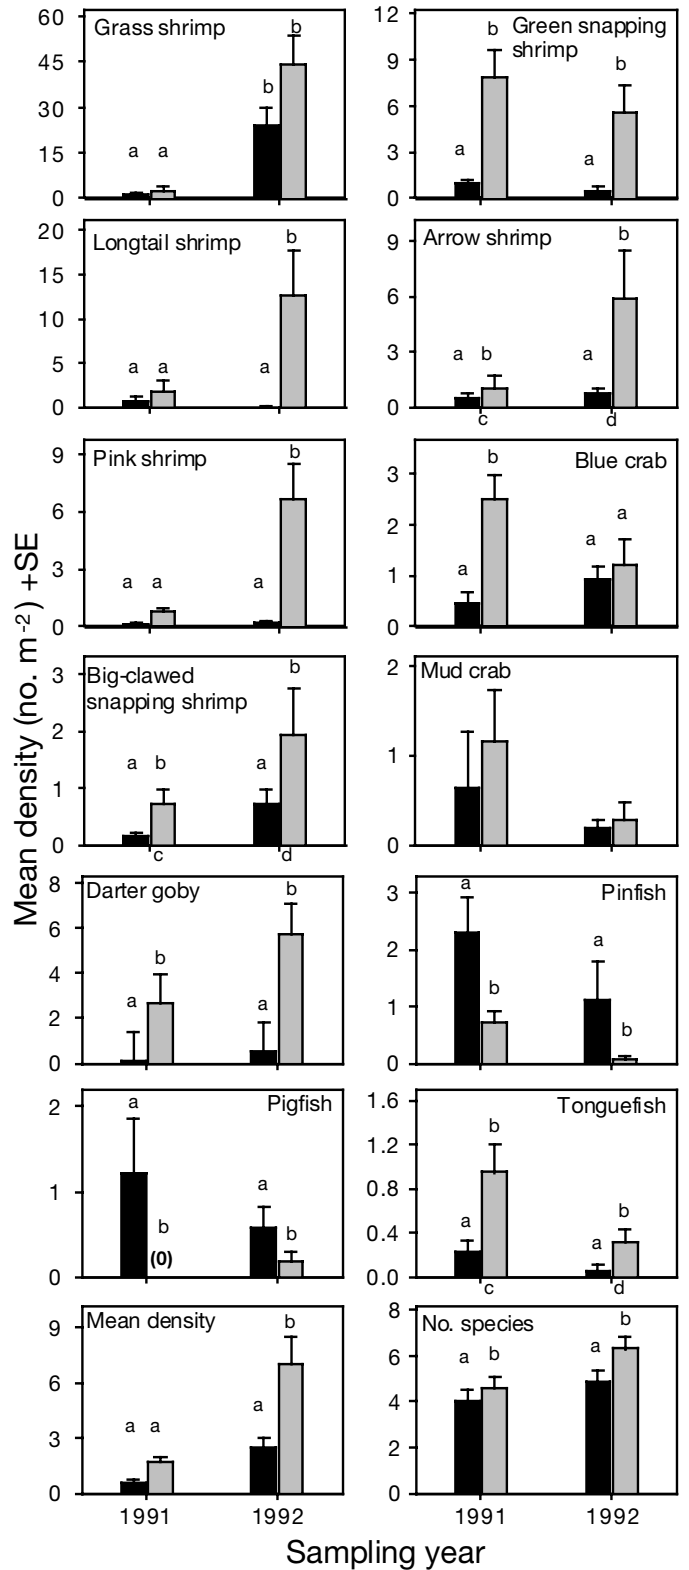 Mean density (no. m-2) +SE
Grass shrimp
60
45
30
15
0
a a b b
Green snapping
shrimp
12
9
6
3
0
a b a b
Longtail shrimp
20
15
10
5
0
a a a b
Arrow shrimp
9
6
3
0
a b a b
c d
Pink shrimp
9
6
3
0
a a a b
Blue crab
3
2
1
0
a b a a
Big-clawed
snapping shrimp
3
2
1
0
a b a b
c d
Mud crab
2
1
0
Darter goby
8
6
4
2
0
a b a b
Pinfish
3
2
1
0
a b a b
Pigfish
2
1
0
a b a b
(0)
Tonguefish
1.6
1.2
0.8
0.4
0.0
a b a b
c d
Mean density
9
6
3
0
a a a b
1991 1992
No. species
8
6
4
2
0
a b a b
1991 1992
Sampling year